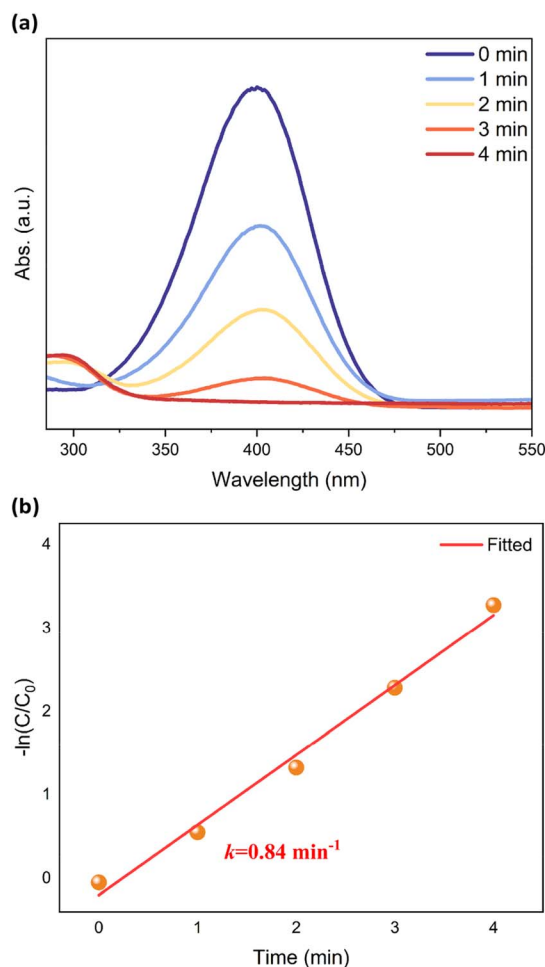 (a)
0 min
1 min
2 min
3 min
4 min
Abs. (a.u.)
300 350 400 450 500 550
Wavelength (nm)
(b)
4
Fitted
3
2
1
0
-ln(C/C₀)
k=0.84 min⁻¹
0 1 2 3 4
Time (min)